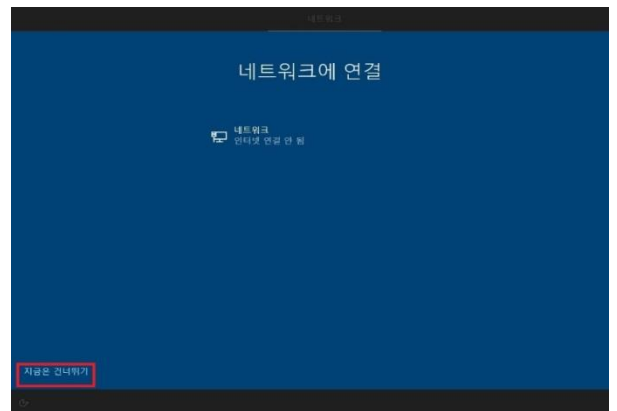 네트워크
네트워크에 연결
네트워크
인터넷 연결 안 됨
지금은 건너뛰기